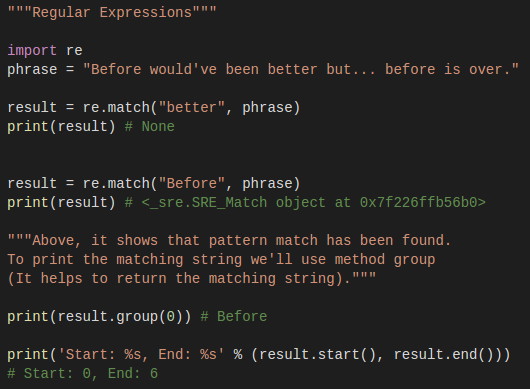 """Regular Expressions"""
import re
phrase = "Before would've been better but... before is over."
result = re.match("better", phrase)
print(result) # None
result = re.match("Before", phrase)
print(result) # <_sre.SRE_Match object at 0x7f226ffb56b0>
"""Above, it shows that pattern match has been found.
To print the matching string we'll use method group
(It helps to return the matching string)."""
print(result.group(0)) # Before
print('Start: %s, End: %s' % (result.start(), result.end()))
# Start: 0, End: 6